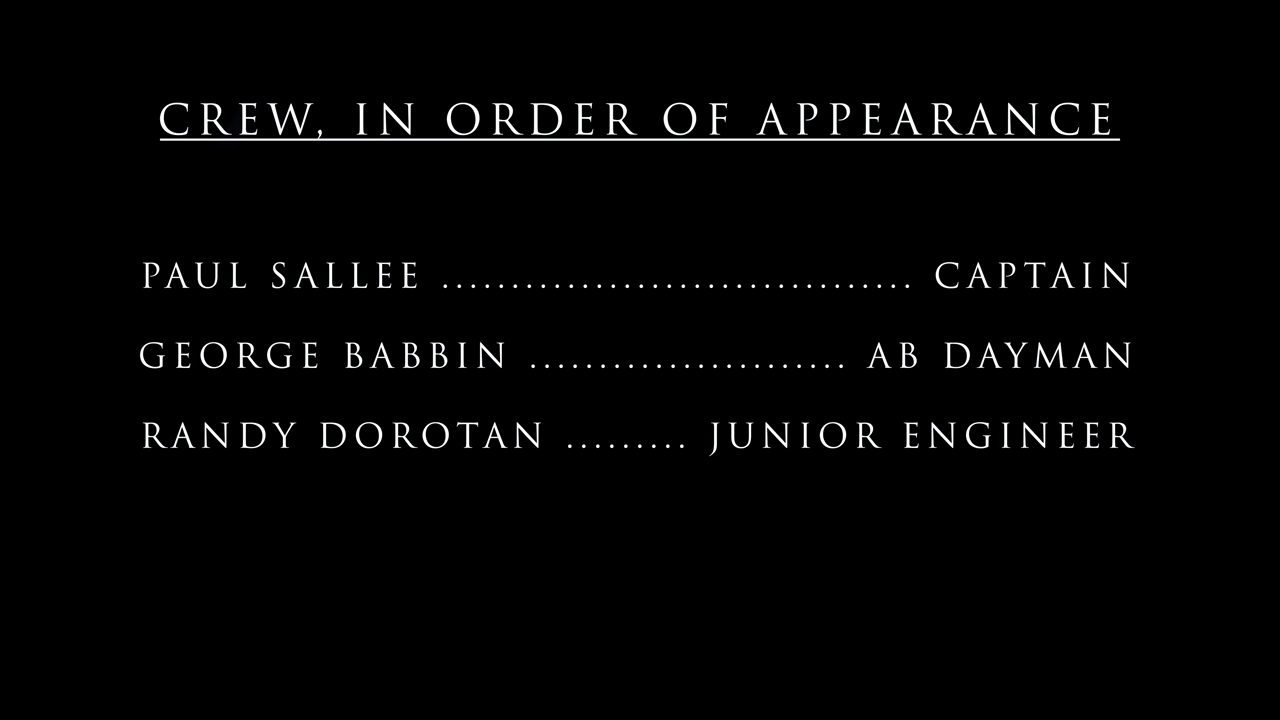 CREW, IN ORDER OF APPEARANCE
PAUL SALLEE .................................. CAPTAIN
GEORGE BABBIN ....................... AB DAYMAN
RANDY DOROTAN ......... JUNIOR ENGINEER